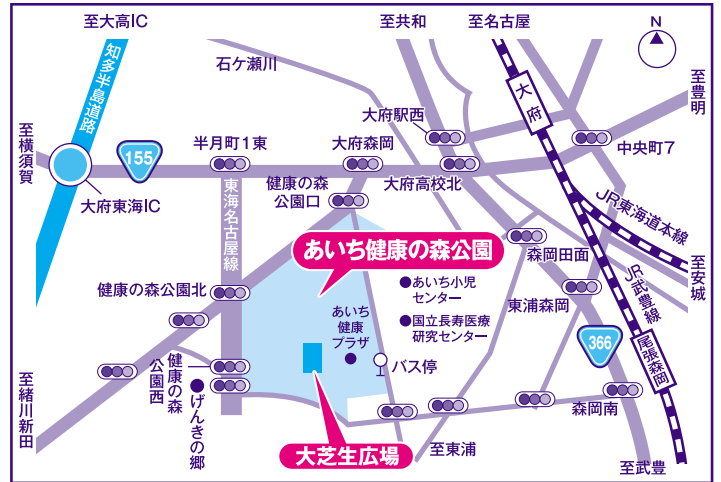 至大高IC
至共和
至名古屋
N
知多半島道路
石ケ瀬川
至豊明
大府
大府駅西
至横須賀
155
半月町1東
大府森岡
中央町7
大府東海IC
東海名古屋線
健康の森
公園口
大府高校北
JR東海道本線
あいち健康の森公園
森岡田面
至安城
健康の森公園北
あいち小児
センター
東浦森岡
JR武豊線
あいち
健康
プラザ
国立長寿医療
研究センター
366
尾張森岡
健康の森
公園西
バス停
至緒川新田
げんきの郷
森岡南
大芝生広場
至東浦
至武豊